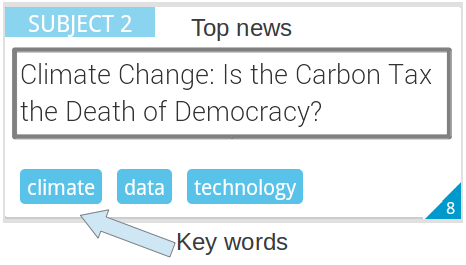 SUBJECT 2
Top news
Climate Change: Is the Carbon Tax
the Death of Democracy?
climate data technology
8
Key words